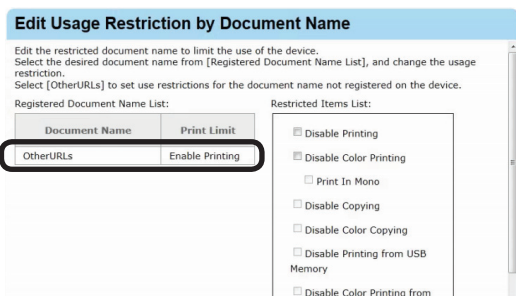 Edit Usage Restriction by Document Name
Edit the restricted document name to limit the use of the device.
Select the desired document name from [Registered Document Name List], and change the usage
restriction.
Select [OtherURLs] to set use restrictions for the document name not registered on the device.
Registered Document Name List:
Document Name Print Limit
OtherURLs Enable Printing
Restricted Items List:
Disable Printing
Disable Color Printing
Print In Mono
Disable Copying
Disable Color Copying
Disable Printing from USB
Memory
Disable Color Printing from